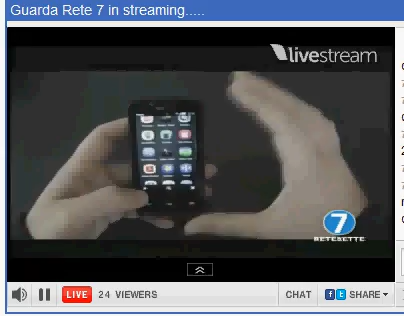 Guarda Rete 7 in streaming.....
livestream
7
RETESETTE
LIVE 24 VIEWERS CHAT f t SHARE